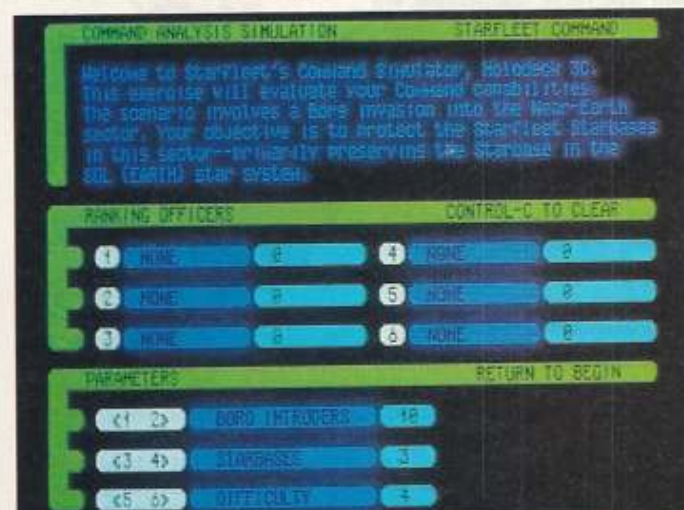 COMMAND ANALYSIS SIMULATION STARFLEET COMMAND
Welcome to Starfleet's Command Simulator, Holodeck 3C.
This exercise will evaluate your Command capabilities.
The scenario involves a Borg invasion into the Near-Earth
sector. Your objective is to protect the Starfleet Starbases
in this sector--primarily preserving the Starbase in the
SOL (EARTH) star system.
RANKING OFFICERS CONTROL-C TO CLEAR
1 NONE 0 4 NONE 0
2 NONE 0 5 NONE 0
3 NONE 0 6 NONE 0
PARAMETERS RETURN TO BEGIN
<1 2> BORG INTRUDERS 10
<3 4> STARBASES 3
<5 6> DIFFICULTY 4